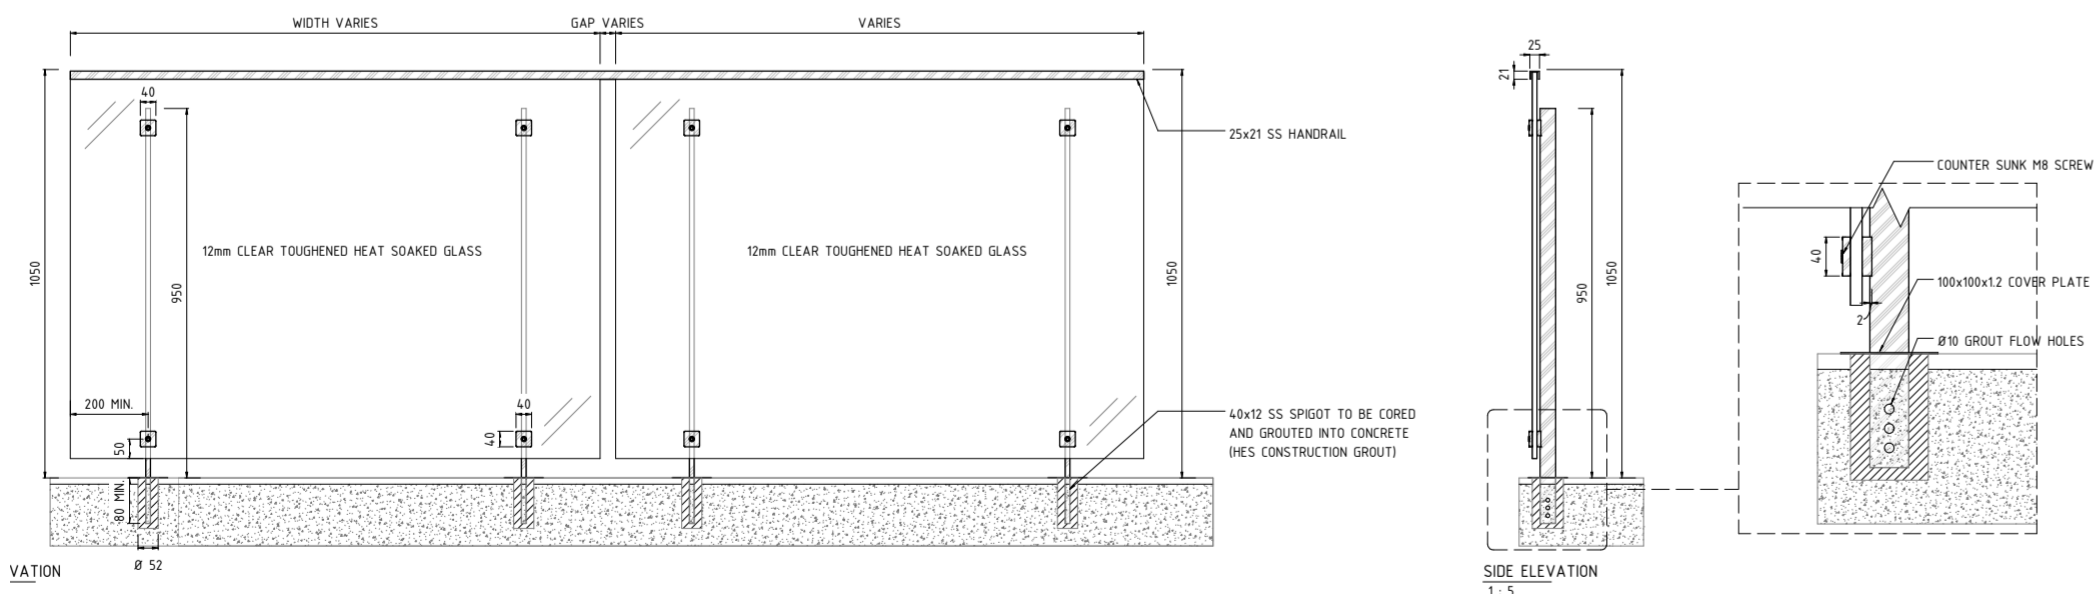 WIDTH VARIES
GAP VARIES
VARIES
40
1050
950
12mm CLEAR TOUGHENED HEAT SOAKED GLASS
12mm CLEAR TOUGHENED HEAT SOAKED GLASS
200 MIN.
50
40
40
80 MIN.
Ø 52
1050
25x21 SS HANDRAIL
40x12 SS SPIGOT TO BE CORED
AND GROUTED INTO CONCRETE
(HES CONSTRUCTION GROUT)
VATION
25
21
950
1050
SIDE ELEVATION
1 : 5
COUNTER SUNK M8 SCREW
40
100x100x1.2 COVER PLATE
2
Ø10 GROUT FLOW HOLES